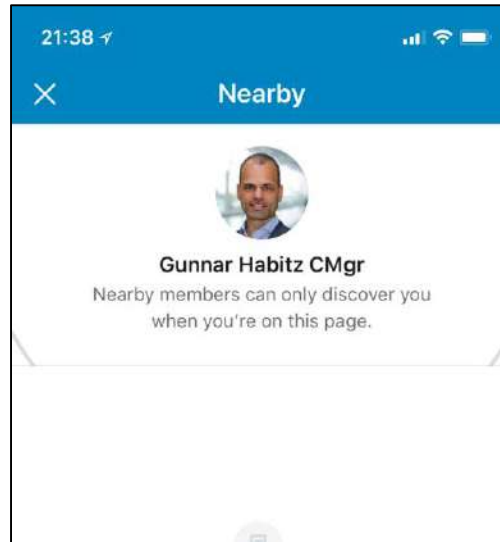 21:38
Nearby
Gunnar Habitz CMgr
Nearby members can only discover you
when you're on this page.